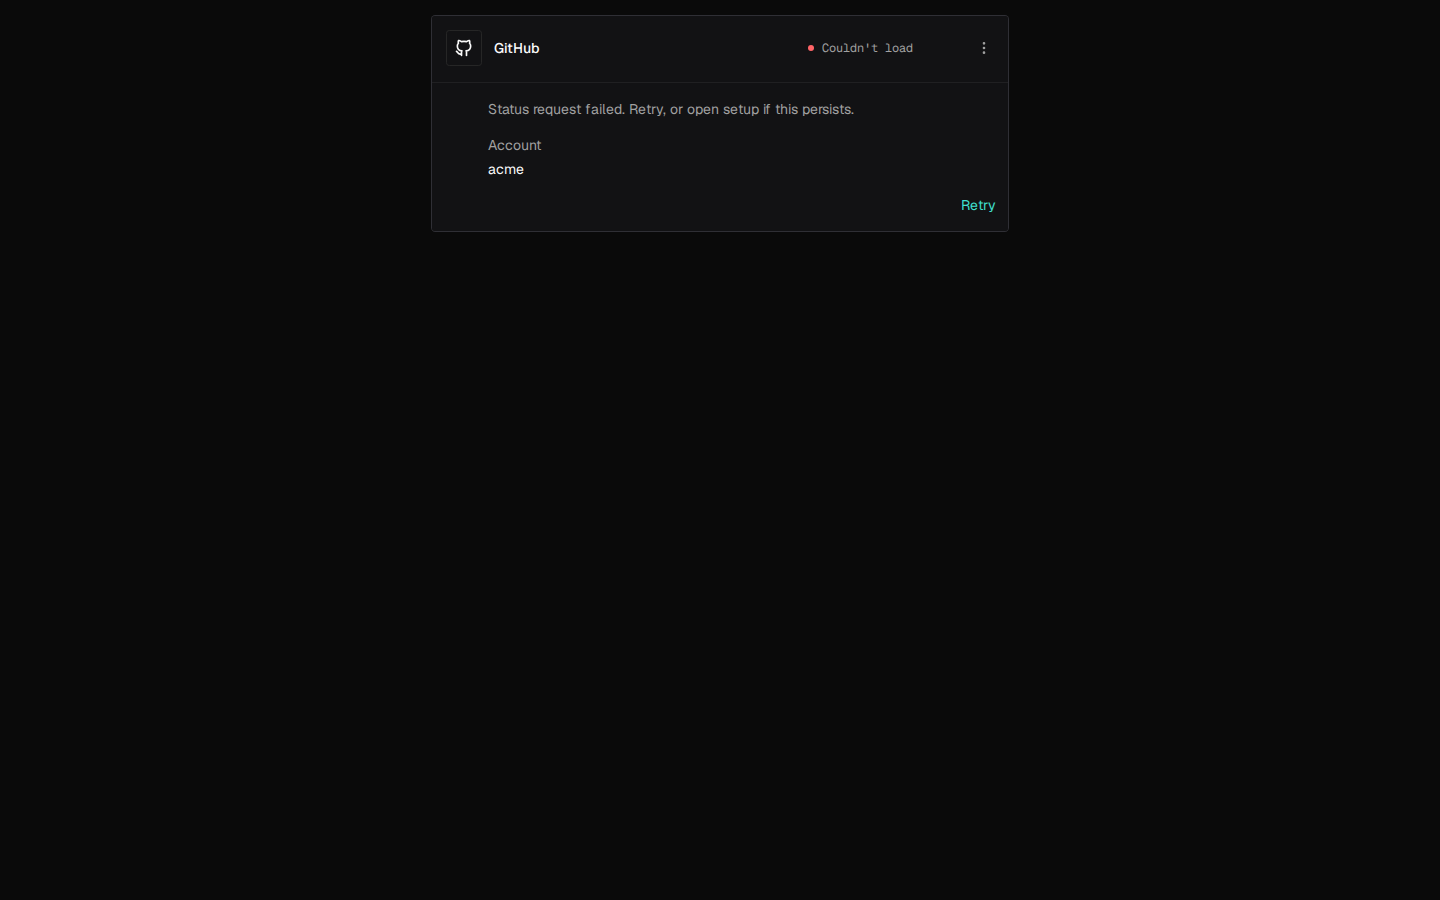 GitHub
Couldn't load
Status request failed. Retry, or open setup if this persists.
Account
acme
Retry